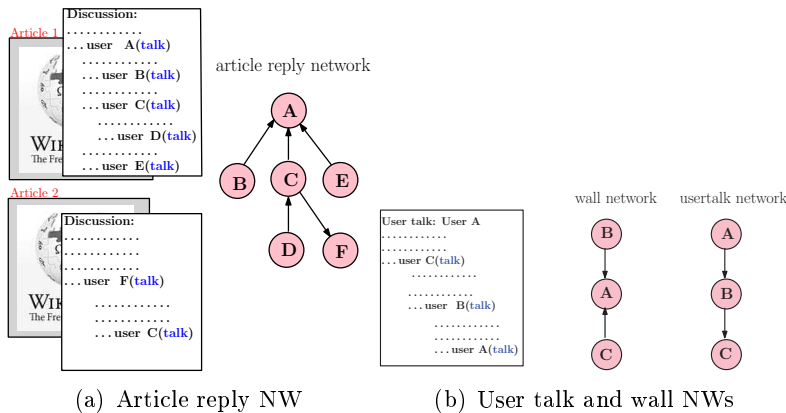 Article 1
Discussion:
. . . . . . . . . . . .
. . . user A(talk)
. . . . . . . . . . . .
. . . user B(talk)
. . . . . . . . . . . .
. . . user C(talk)
. . . . . . . . . . . .
. . . user D(talk)
. . . . . . . . . . . .
. . . user E(talk)
WIK
The Fre
article reply network
A
B
C
E
D
F
Article 2
Discussion:
. . . . . . . . . . . .
. . . . . . . . . . . .
. . . . . . . . . . . .
. . . user F(talk)
. . . . . . . . . . . .
. . . . . . . . . . . .
. . . user C(talk)
WIK
The Fre
User talk: User A
. . . . . . . . . . . .
. . . . . . . . . . . .
. . . user C(talk)
. . . . . . . . . . . .
. . . . . . . . . . . .
. . . user B(talk)
. . . . . . . . . . . .
. . . . . . . . . . . .
. . . user A(talk)
wall network
B
A
C
usertalk network
A
B
C
(a) Article reply NW
(b) User talk and wall NWs